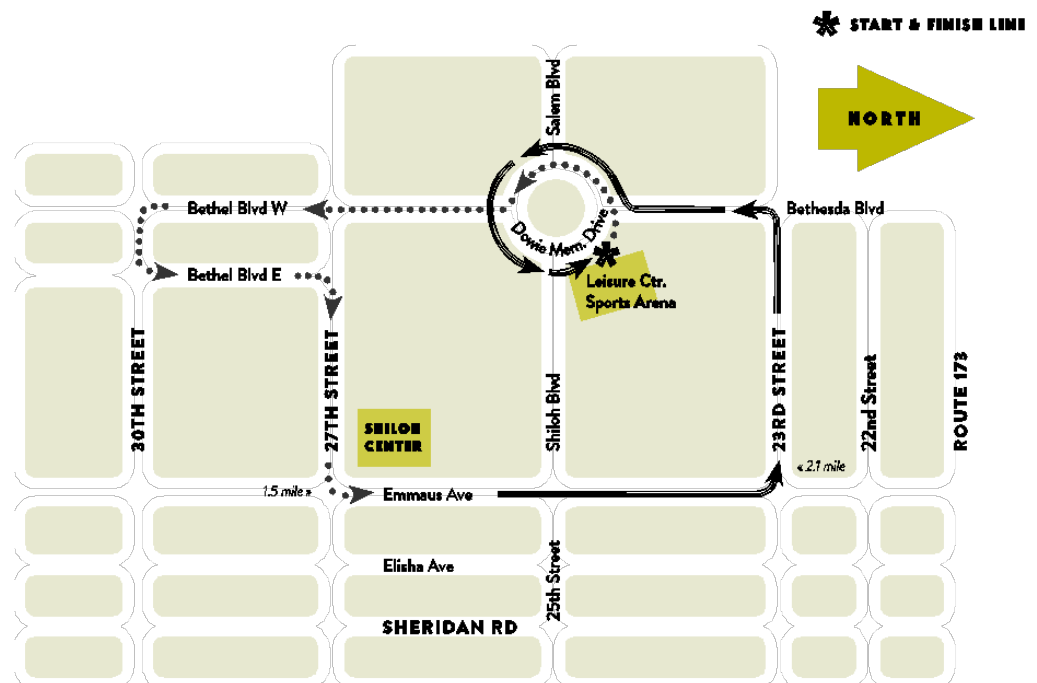 START & FINISH LINE
NORTH
Salem Blvd
Bethel Blvd W
Bethesda Blvd
Dowie Mem. Drive
Bethel Blvd E
Leisure Ctr.
Sports Arena
30TH STREET
27TH STREET
SHILOH
CENTER
Shiloh Blvd
23RD STREET
22nd Street
ROUTE 173
« 2.1 mile
1.5 mile »
Emmaus Ave
Elisha Ave
25th Street
SHERIDAN RD